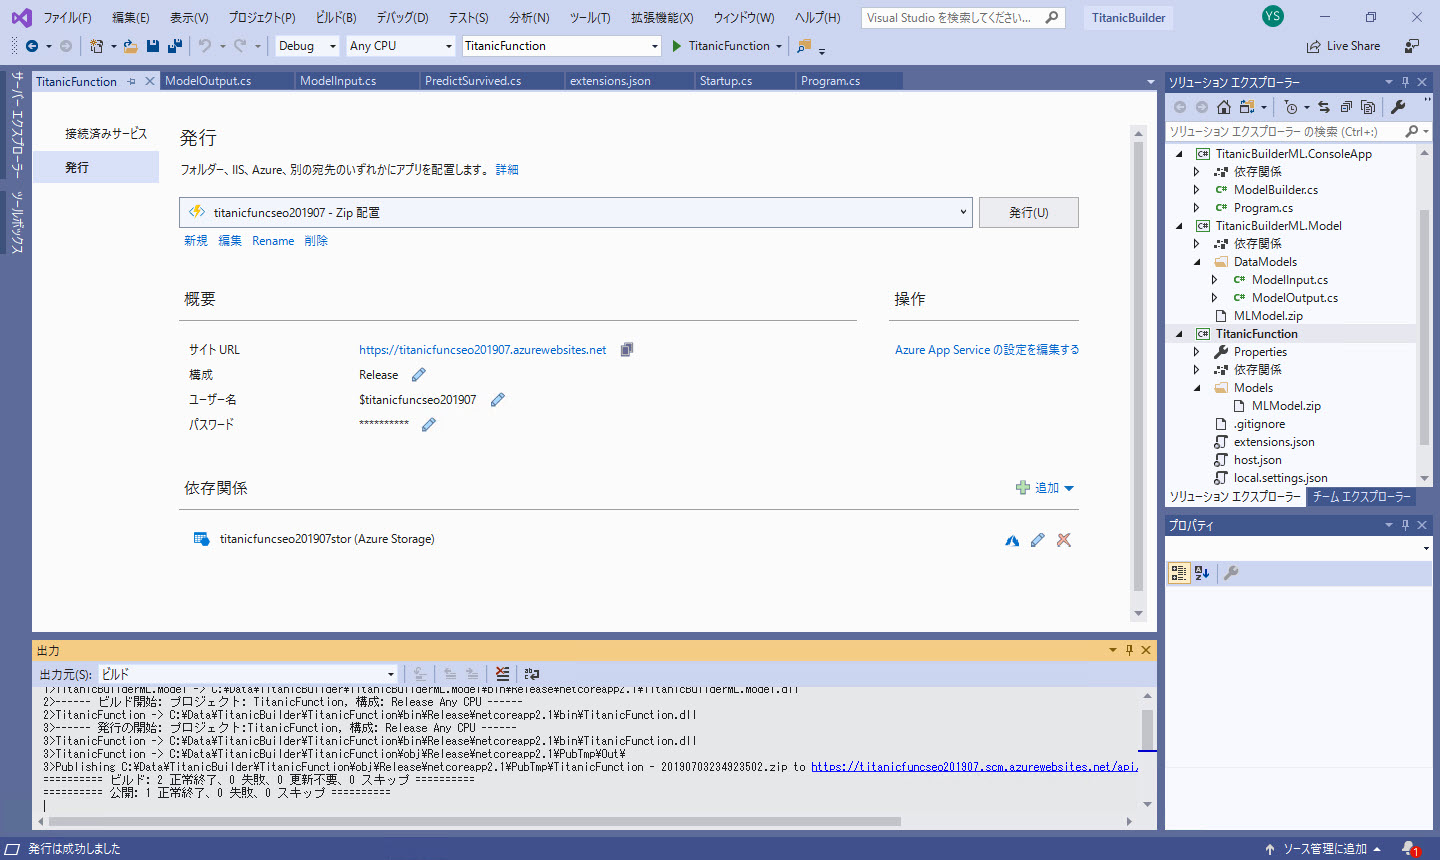 ファイル(F) 編集(E) 表示(V) プロジェクト(P) ビルド(B) デバッグ(D) テスト(S) 分析(N) ツール(T) 拡張機能(X) ウィンドウ(W) ヘルプ(H) Visual Studio を検索してください... TitanicBuilder YS
Debug Any CPU TitanicFunction TitanicFunction Live Share
サーバー エクスプローラー
ツールボックス
TitanicFunction ModelOutput.cs ModelInput.cs PredictSurvived.cs extensions.json Startup.cs Program.cs
接続済みサービス
発行
発行
フォルダー、IIS、Azure、別の宛先のいずれかにアプリを配置します。 詳細
titanicfuncseo201907 - Zip 配置 発行(U)
新規 編集 Rename 削除
概要 操作
サイト URL https://titanicfuncseo201907.azurewebsites.net Azure App Service の設定を編集する
構成 Release
ユーザー名 $titanicfuncseo201907
パスワード **********
依存関係 追加
titanicfuncseo201907stor (Azure Storage)
出力
出力元(S): ビルド
1>TitanicBuilderML.Model -> C:¥Data¥TitanicBuilder¥TitanicBuilderML.Model¥bin¥Release¥netcoreapp2.1¥TitanicBuilderML.Model.dll
2>------ ビルド開始: プロジェクト: TitanicFunction, 構成: Release Any CPU ------
2>TitanicFunction -> C:¥Data¥TitanicBuilder¥TitanicFunction¥bin¥Release¥netcoreapp2.1¥bin¥TitanicFunction.dll
3>------ 発行の開始: プロジェクト:TitanicFunction, 構成: Release Any CPU ------
3>TitanicFunction -> C:¥Data¥TitanicBuilder¥TitanicFunction¥bin¥Release¥netcoreapp2.1¥bin¥TitanicFunction.dll
3>TitanicFunction -> C:¥Data¥TitanicBuilder¥TitanicFunction¥obj¥Release¥netcoreapp2.1¥PubTmp¥Out¥
3>Publishing C:¥Data¥TitanicBuilder¥TitanicFunction¥obj¥Release¥netcoreapp2.1¥PubTmp¥TitanicFunction - 20190703234923502.zip to https://titanicfuncseo201907.scm.azurewebsites.net/api/
========== ビルド: 2 正常終了、0 失敗、0 更新不要、0 スキップ ==========
========== 公開: 1 正常終了、0 失敗、0 スキップ ==========
ソリューション エクスプローラー
ソリューション エクスプローラー の検索 (Ctrl+:)
TitanicBuilderML.ConsoleApp
依存関係
ModelBuilder.cs
Program.cs
TitanicBuilderML.Model
依存関係
DataModels
ModelInput.cs
ModelOutput.cs
MLModel.zip
TitanicFunction
Properties
依存関係
Models
MLModel.zip
.gitignore
extensions.json
host.json
local.settings.json
ソリューション エクスプローラー チーム エクスプローラー
プロパティ
発行は成功しました ソース管理に追加 1